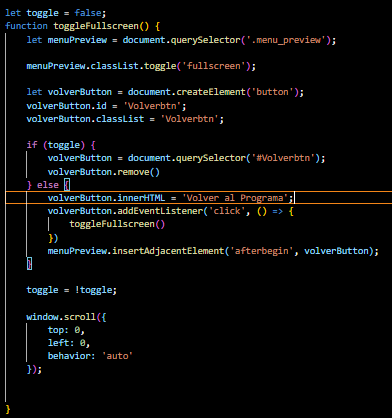 let toggle = false;
function toggleFullscreen() {
let menuPreview = document.querySelector('.menu_preview');
menuPreview.classList.toggle('fullscreen');
let volverButton = document.createElement('button');
volverButton.id = 'Volverbtn';
volverButton.classList = 'Volverbtn';
if (toggle) {
volverButton = document.querySelector('#Volverbtn');
volverButton.remove()
} else {
volverButton.innerHTML = 'Volver al Programa';
volverButton.addEventListener('click', () => {
toggleFullscreen()
})
menuPreview.insertAdjacentElement('afterbegin', volverButton);
}
toggle = !toggle;
window.scroll({
top: 0,
left: 0,
behavior: 'auto'
});
}